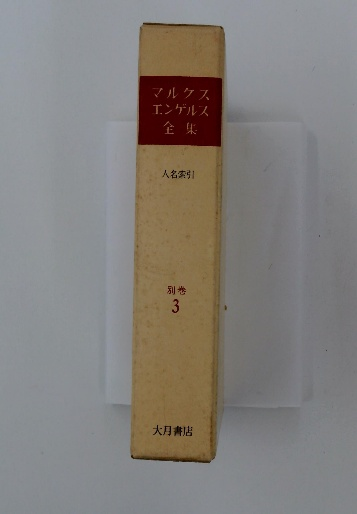 マルクス
エンゲルス
全集
人名索引
別巻
3
大月書店